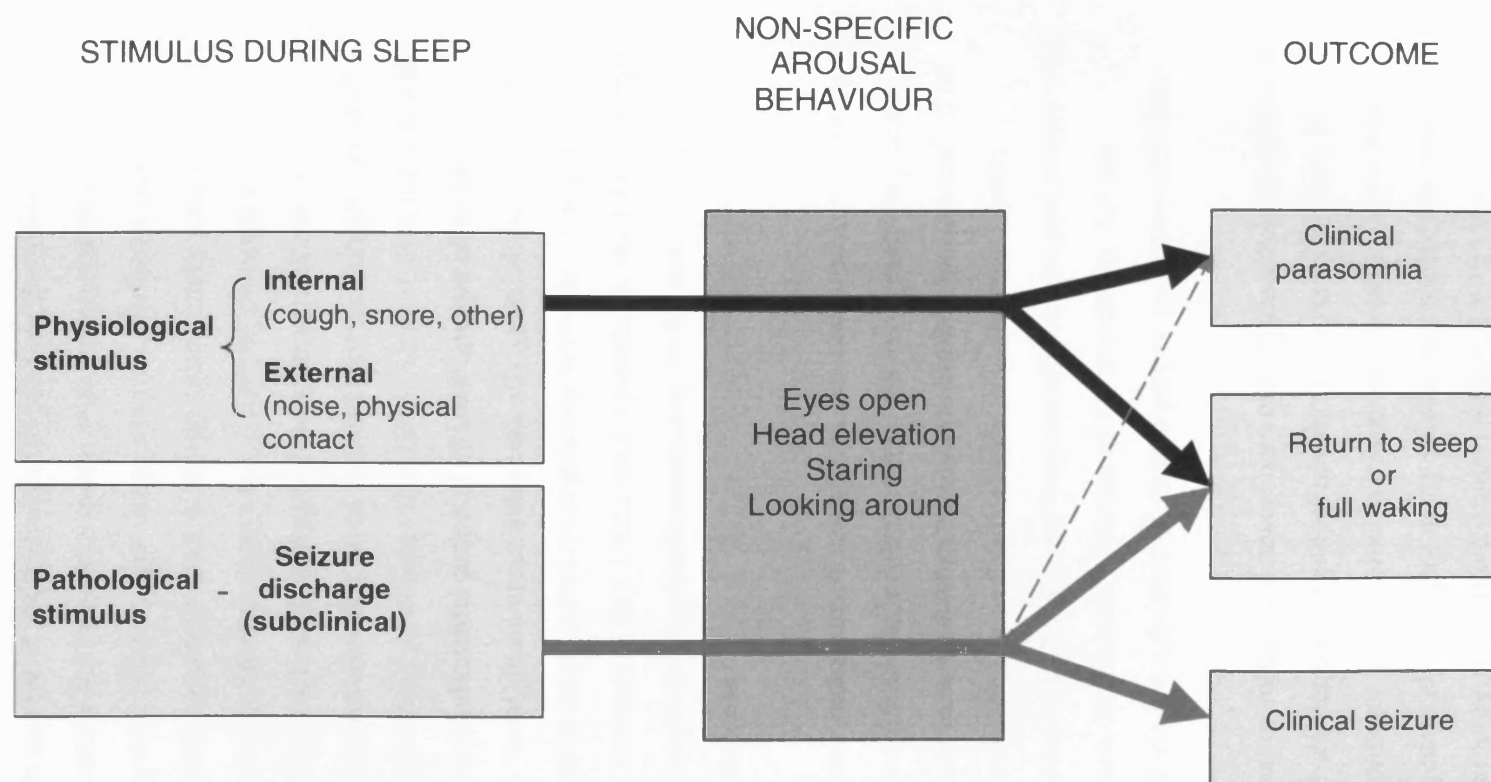 STIMULUS DURING SLEEP
NON-SPECIFIC
AROUSAL
BEHAVIOUR
OUTCOME
Physiological
stimulus
Internal
(cough, snore, other)
External
(noise, physical
contact
Pathological
stimulus
-
Seizure
discharge
(subclinical)
Eyes open
Head elevation
Staring
Looking around
Clinical
parasomnia
Return to sleep
or
full waking
Clinical seizure